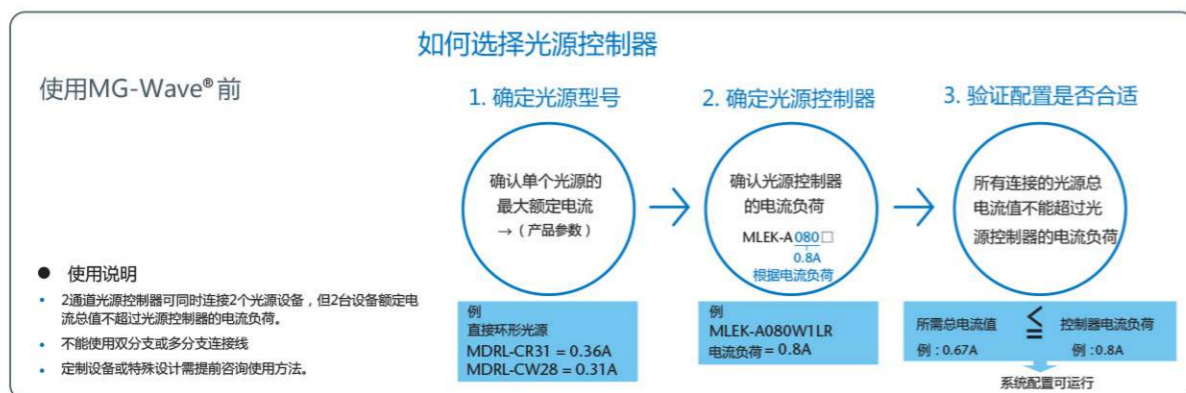 如何选择光源控制器
使用MG-Wave®前
1. 确定光源型号
确认单个光源的
最大额定电流
→（产品参数）
例
直接环形光源
MDRL-CR31 = 0.36A
MDRL-CW28 = 0.31A
2. 确定光源控制器
确认光源控制器
的电流负荷
MLEK-A080□
0.8A
根据电流负荷
例
MLEK-A080W1LR
电流负荷 = 0.8A
3. 验证配置是否合适
所有连接的光源总
电流值不能超过光
源控制器的电流负荷
所需总电流值 ≦ 控制器电流负荷
例：0.67A 例：0.8A
系统配置可运行
● 使用说明
• 2通道光源控制器可同时连接2个光源设备，但2台设备额定电
流总值不超过光源控制器的电流负荷。
• 不能使用双分支或多分支连接线
• 定制设备或特殊设计需提前咨询使用方法。